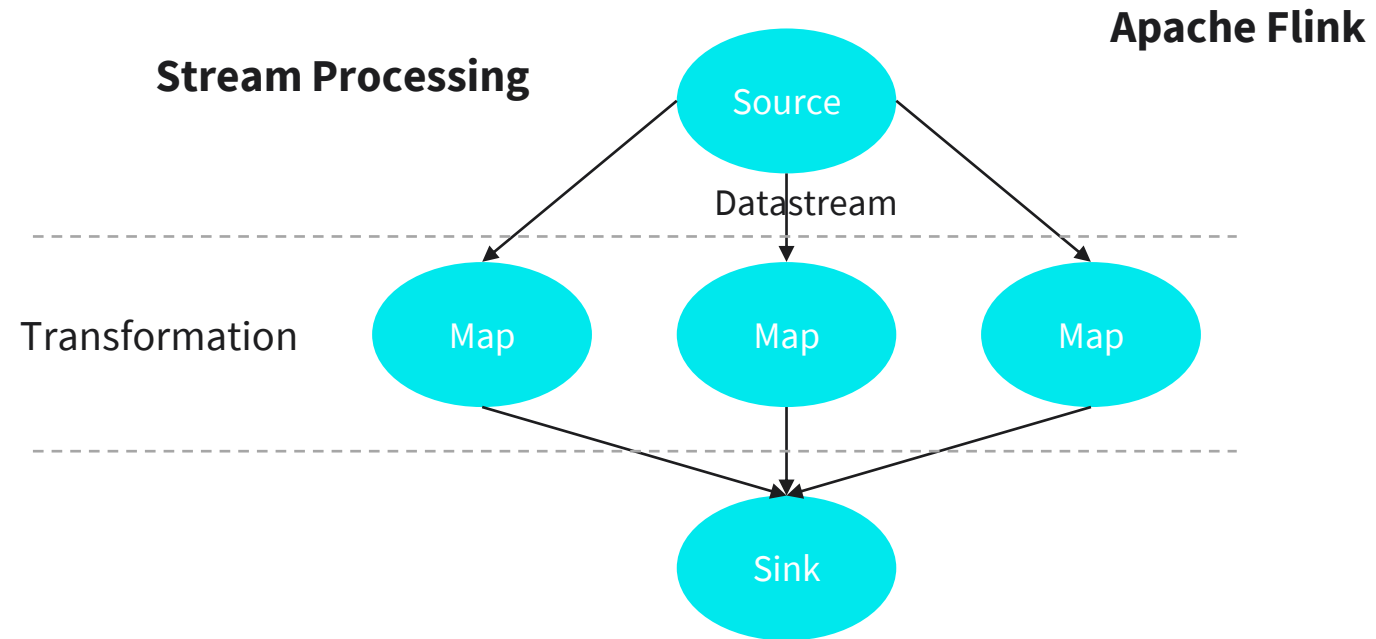 Apache Flink
Stream Processing
Source
Datastream
Transformation
Map
Map
Map
Sink